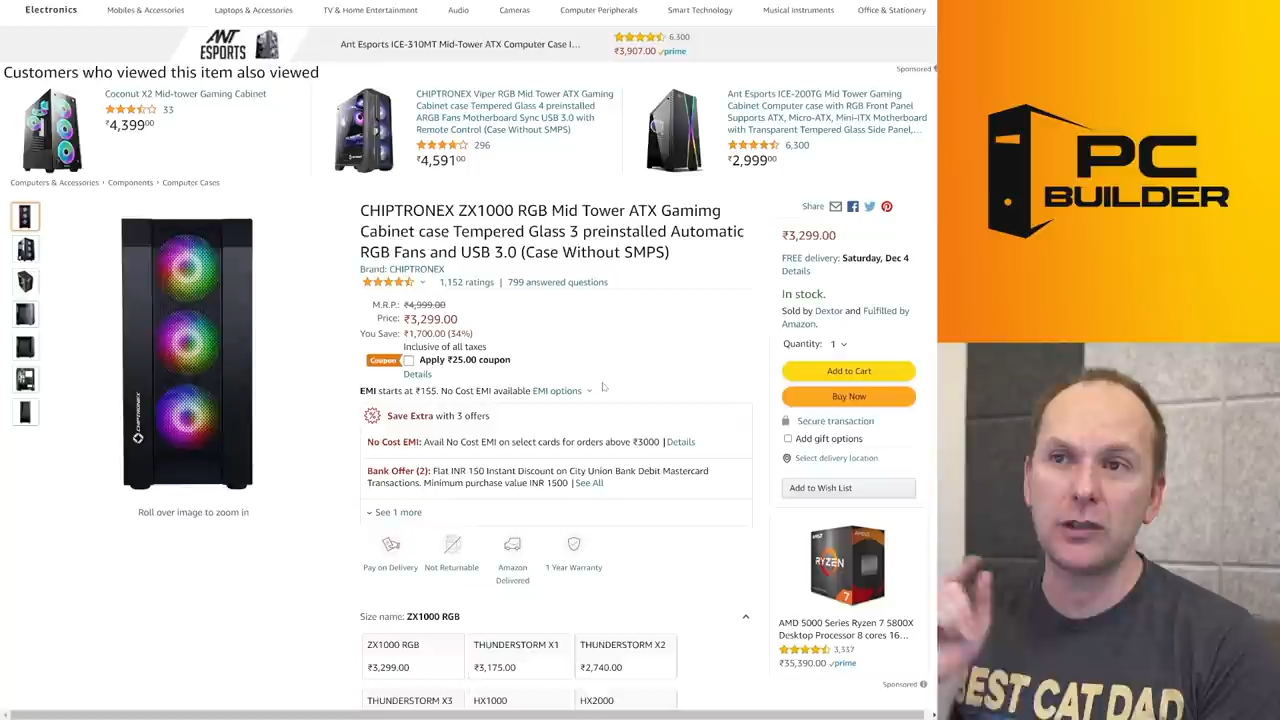 Electronics
Mobiles & Accessories
Laptops & Accessories
TV & Home Entertainment
Audio
Cameras
Computer Peripherals
Smart Technology
Musical Instruments
Office & Stationery
ANT
ESPORTS
Ant Esports ICE-310MT Mid-Tower ATX Computer Case I...
6,300
₹3,907.00 prime
Customers who viewed this item also viewed
Sponsored
Coconut X2 Mid-tower Gaming Cabinet
33
₹4,399.00
CHIPTRONEX Viper RGB Mid Tower ATX Gaming
Cabinet case Tempered Glass 4 preinstalled
ARGB Fans Motherboard Sync USB 3.0 with
Remote Control (Case Without SMPS)
296
₹4,591.00
Ant Esports ICE-200TG Mid Tower Gaming
Cabinet Computer case with RGB Front Panel
Supports ATX, Micro-ATX, Mini-ITX Motherboard
with Transparent Tempered Glass Side Panel,...
6,300
₹2,999.00
Computers & Accessories › Components › Computer Cases
CHIPTRONEX
Roll over image to zoom in
CHIPTRONEX ZX1000 RGB Mid Tower ATX Gamimg
Cabinet case Tempered Glass 3 preinstalled Automatic
RGB Fans and USB 3.0 (Case Without SMPS)
Brand: CHIPTRONEX
1,152 ratings | 799 answered questions
M.R.P.: ₹4,999.00
Price: ₹3,299.00
You Save: ₹1,700.00 (34%)
Inclusive of all taxes
Coupon Apply ₹25.00 coupon
Details
EMI starts at ₹155. No Cost EMI available EMI options
Save Extra with 3 offers
No Cost EMI: Avail No Cost EMI on select cards for orders above ₹3000 | Details
Bank Offer (2): Flat INR 150 Instant Discount on City Union Bank Debit Mastercard
Transactions. Minimum purchase value INR 1500 | See All
See 1 more
Pay on Delivery
Not Returnable
Amazon
Delivered
1 Year Warranty
Size name: ZX1000 RGB
ZX1000 RGB
₹3,299.00
THUNDERSTORM X1
₹3,175.00
THUNDERSTORM X2
₹2,740.00
THUNDERSTORM X3
HX1000
HX2000
Share
₹3,299.00
FREE delivery: Saturday, Dec 4
Details
In stock.
Sold by Dextor and Fulfilled by
Amazon.
Quantity: 1
Add to Cart
Buy Now
Secure transaction
Add gift options
Select delivery location
Add to Wish List
AMD
RYZEN
7
AMD 5000 Series Ryzen 7 5800X
Desktop Processor 8 cores 16...
3,337
₹35,390.00 prime
Sponsored
PC
BUILDER
BEST CAT DAD